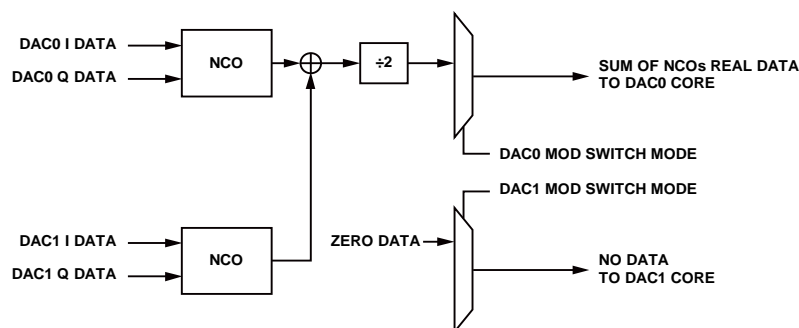 DAC0 I DATA
DAC0 Q DATA
NCO
÷2
SUM OF NCOs REAL DATA
TO DAC0 CORE
DAC0 MOD SWITCH MODE
DAC1 MOD SWITCH MODE
DAC1 I DATA
DAC1 Q DATA
NCO
ZERO DATA
NO DATA
TO DAC1 CORE